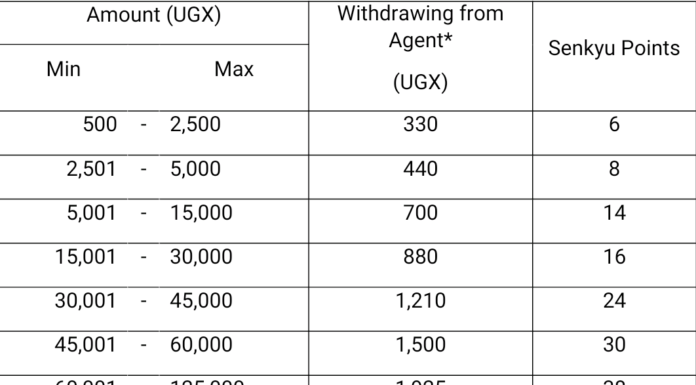 Amount (UGX) Withdrawing from Agent* (UGX) Senkyu Points
Min Max
500 - 2,500 330 6
2,501 - 5,000 440 8
5,001 - 15,000 700 14
15,001 - 30,000 880 16
30,001 - 45,000 1,210 24
45,001 - 60,000 1,500 30